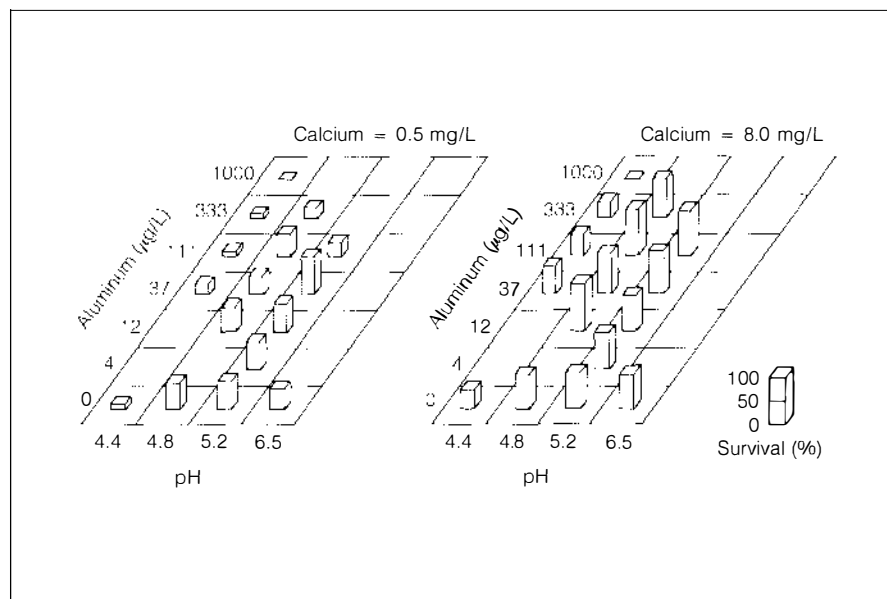 Calcium = 0.5 mg/L
Calcium = 8.0 mg/L
1000
333
111
37
12
4
0
Aluminum (μg/L)
4.4 4.8 5.2 6.5
pH
1000
333
111
37
12
4
0
Aluminum (μg/L)
4.4 4.8 5.2 6.5
pH
100
50
0
Survival (%)